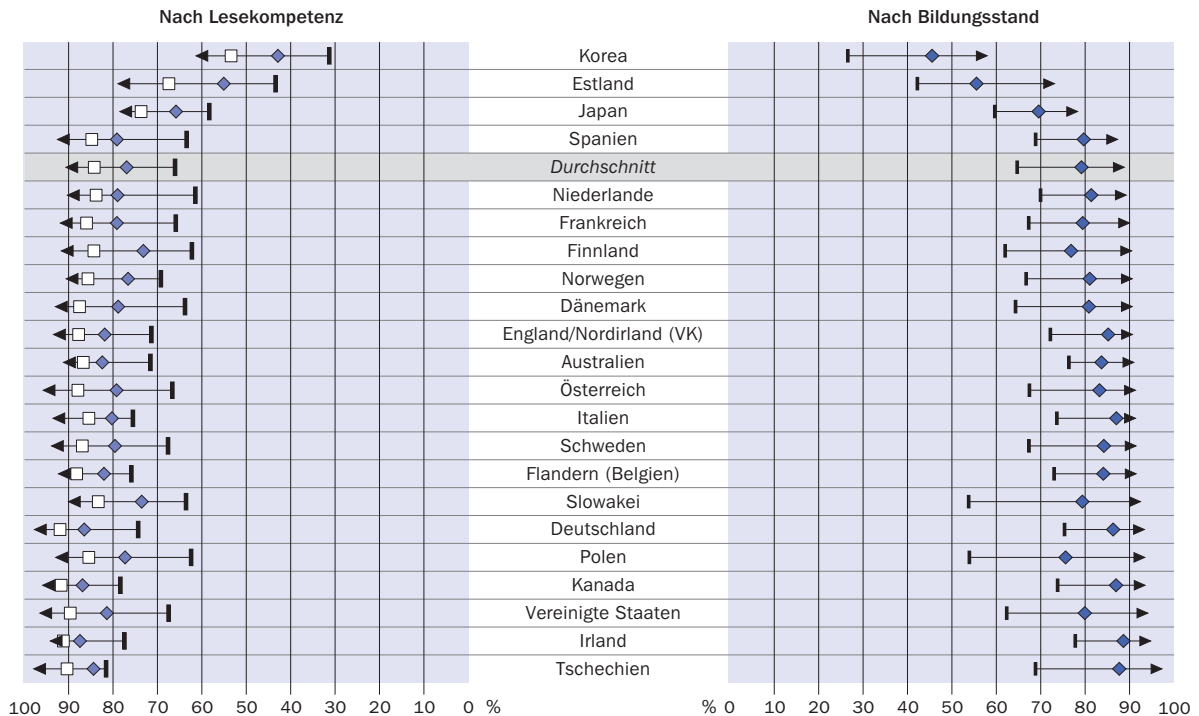 Nach Lesekompetenz
Nach Bildungsstand
Korea
Estland
Japan
Spanien
Durchschnitt
Niederlande
Frankreich
Finnland
Norwegen
Dänemark
England/Nordirland (VK)
Australien
Österreich
Italien
Schweden
Flandern (Belgien)
Slowakei
Deutschland
Polen
Kanada
Vereinigte Staaten
Irland
Tschechien
100 90 80 70 60 50 40 30 20 10 0 %
% 0 10 20 30 40 50 60 70 80 90 100